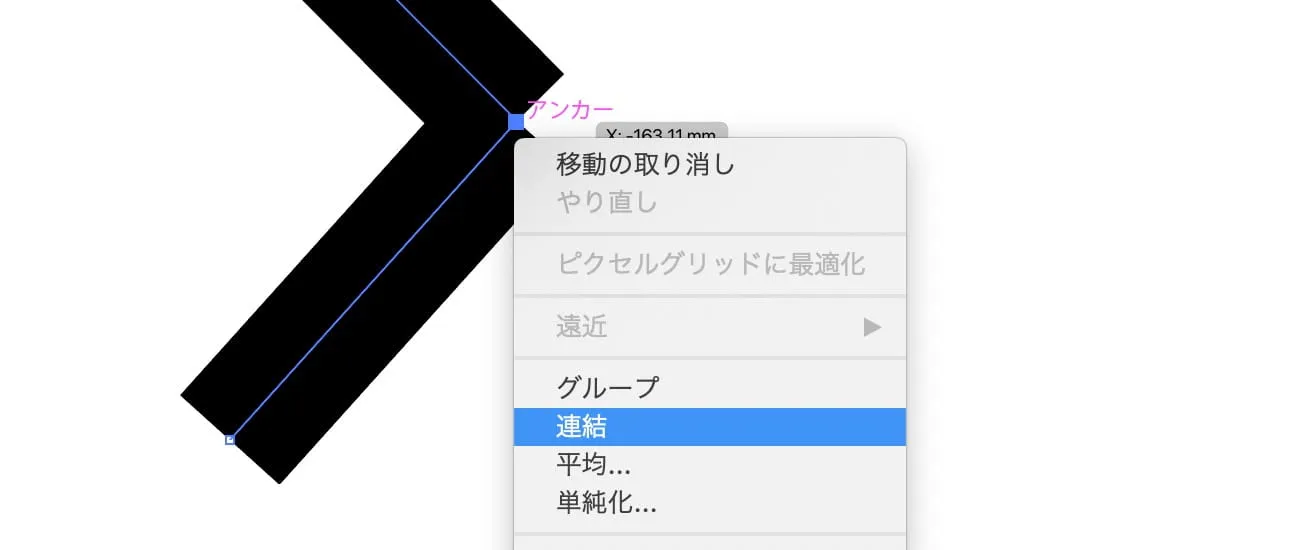 アンカー
X: -163.11 mm
移動の取り消し
やり直し
ピクセルグリッドに最適化
遠近
グループ
連結
平均...
単純化...